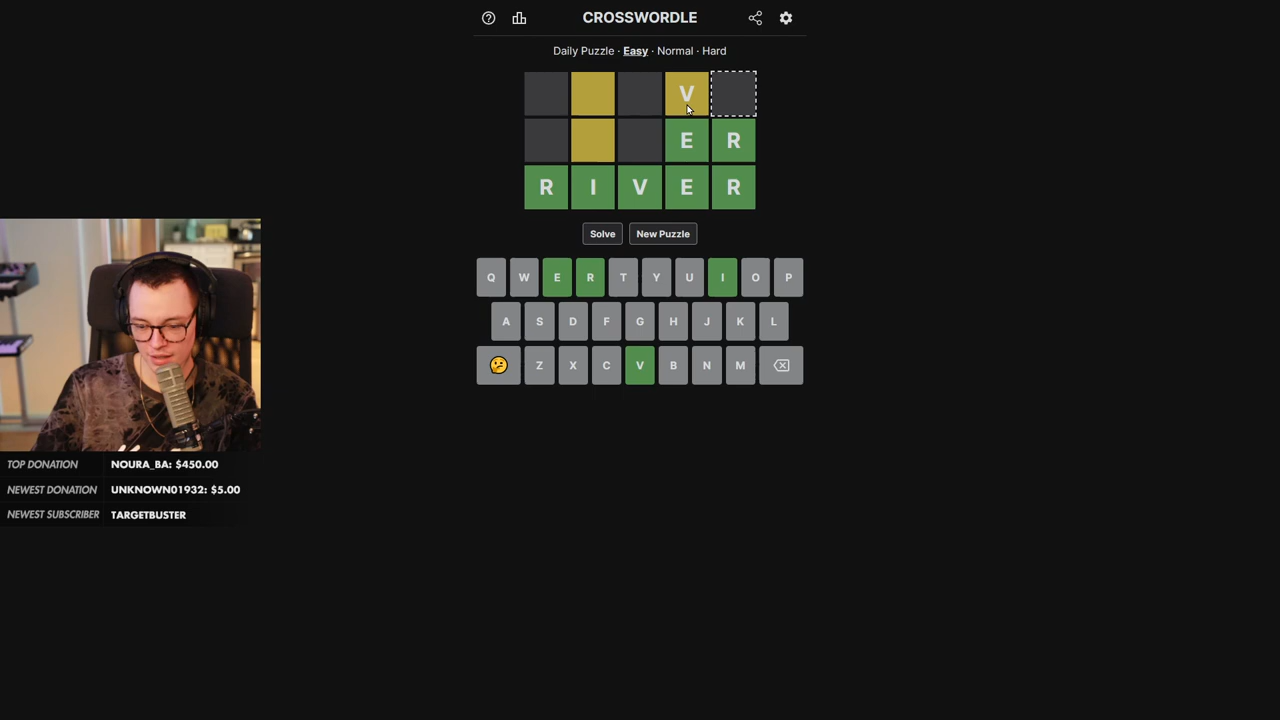 CROSSWORDLE
Daily Puzzle · Easy · Normal · Hard
V
E R
R I V E R
Solve New Puzzle
Q W E R T Y U I O P
A S D F G H J K L
Z X C V B N M
TOP DONATION NOURA_BA: $450.00
NEWEST DONATION UNKNOWN01932: $5.00
NEWEST SUBSCRIBER TARGETBUSTER